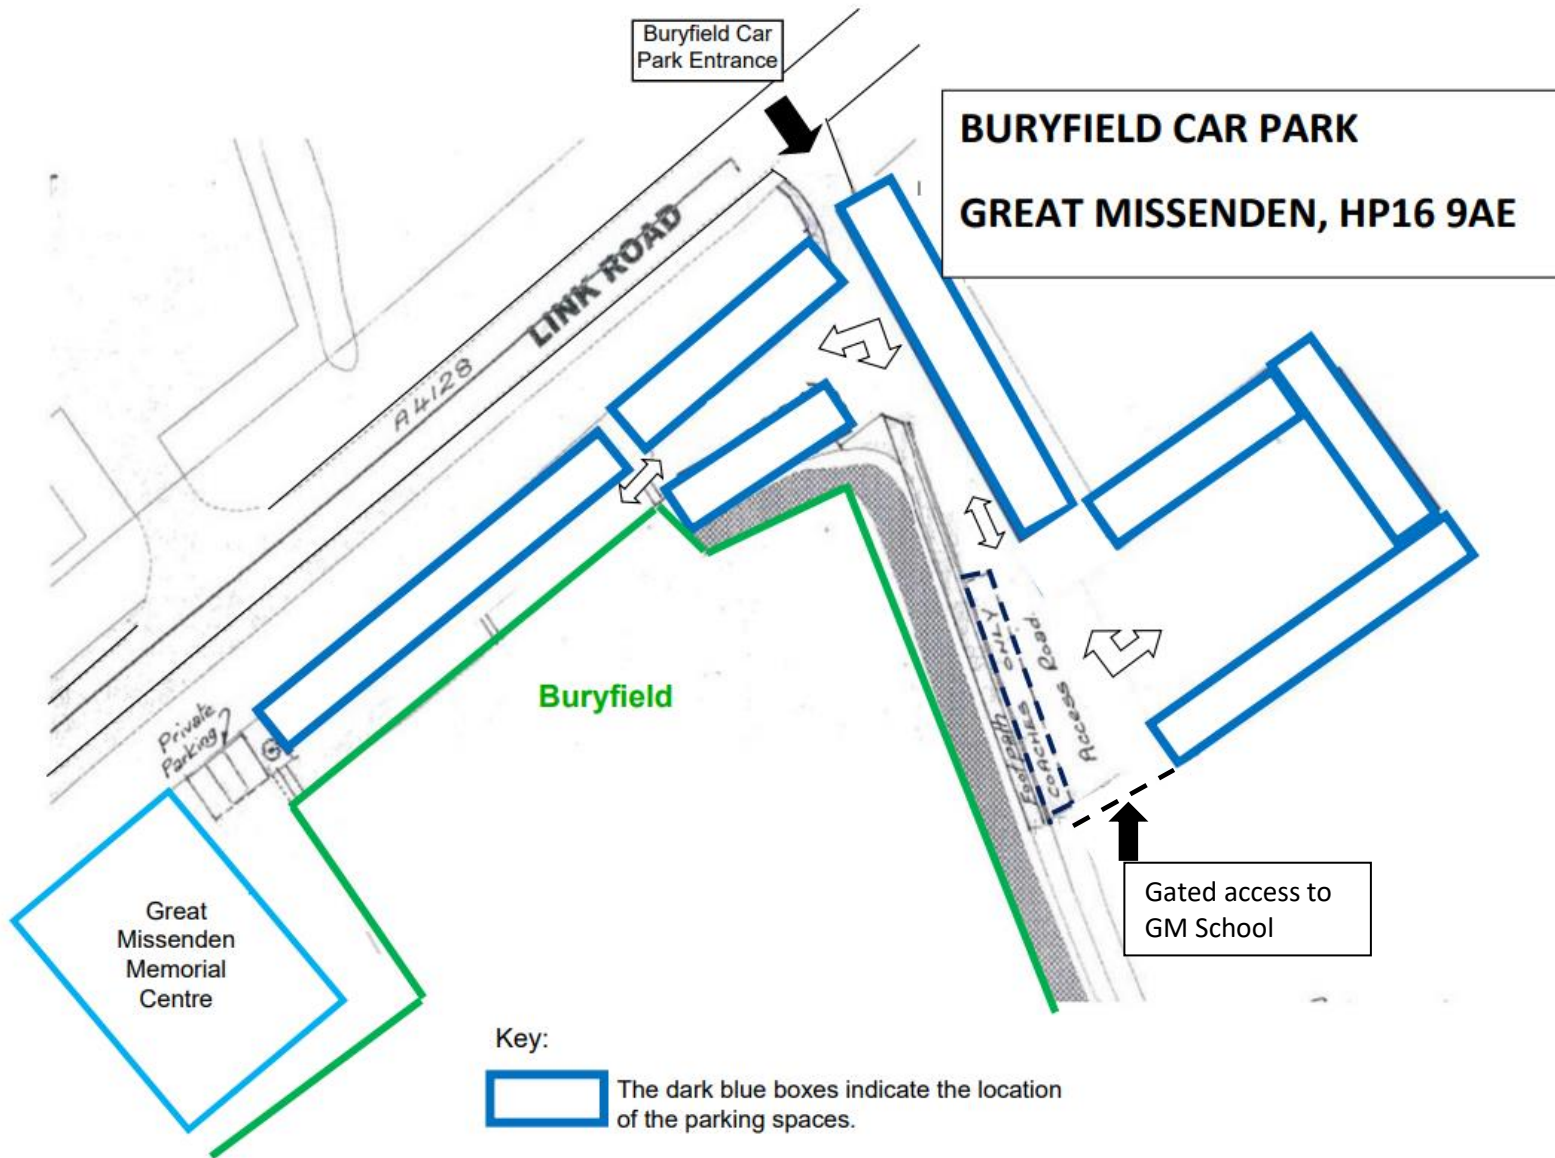 Buryfield Car
Park Entrance
BURYFIELD CAR PARK
GREAT MISSENDEN, HP16 9AE
A4128 LINK ROAD
Buryfield
Private
Parking
Footpath
COACHES ONLY
Access Road
Great
Missenden
Memorial
Centre
Gated access to
GM School
Key:
The dark blue boxes indicate the location
of the parking spaces.